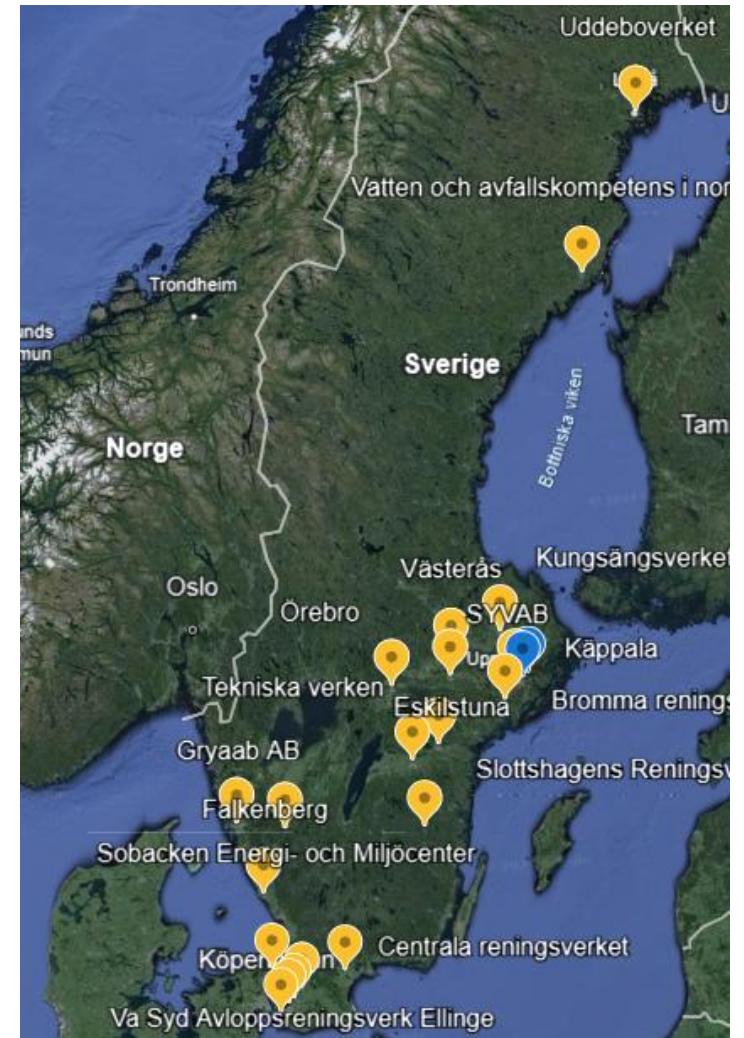 Uddeboverket
Vatten och avfallskompetens i nor
Trondheim
Sverige
Norge
Bottniska viken
Tam
Västerås
Kungsängsverket
Oslo
Örebro
SYVAB
Käppala
Tekniska verken
Eskilstuna
Bromma renings
Gryaab AB
Slottshagens Reningsv
Falkenberg
Sobacken Energi- och Miljöcenter
Centrala reningsverket
Va Syd Avloppsreningsverk Ellinge